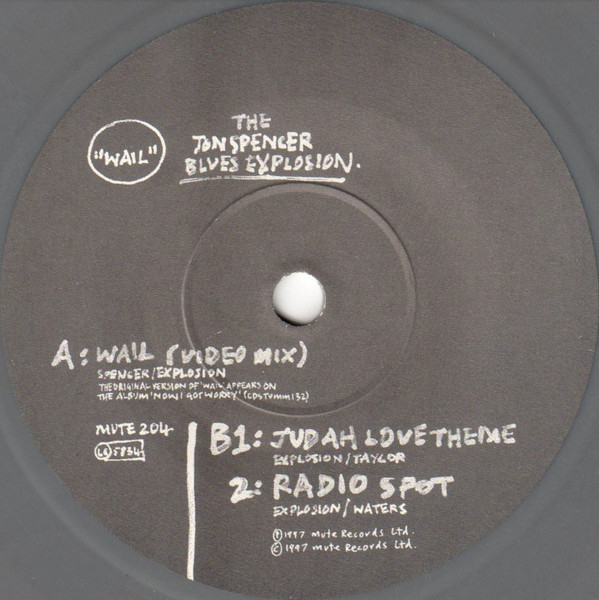 "WAIL"
THE
JON SPENCER
BLUES EXPLOSION.
A: WAIL (VIDEO MIX)
SPENCER/EXPLOSION
THE ORIGINAL VERSION OF 'WAIL' APPEARS ON
THE ALBUM 'NOW I GOT WORRY' (CDSTUMM132)
MUTE 204
LC 5834
B1: JUDAH LOVE THEME
EXPLOSION/TAYLOR
2: RADIO SPOT
EXPLOSION/WATERS
Ⓟ 1997 Mute Records Ltd.
© 1997 Mute Records Ltd.